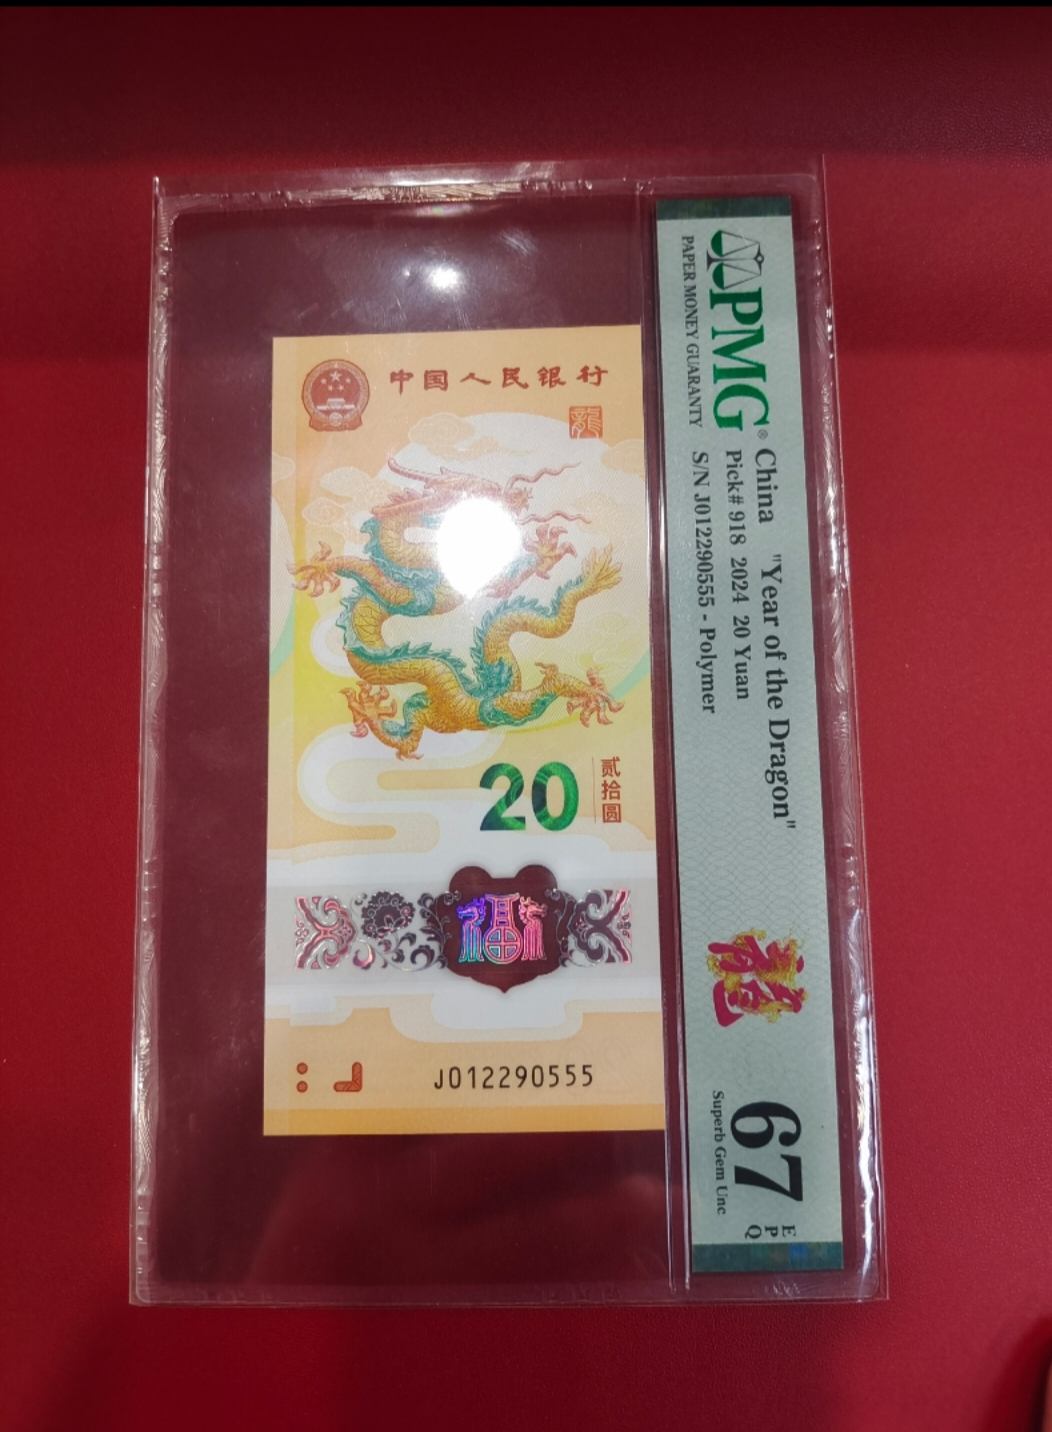 中国人民银行
龍
20
贰拾圆
福
J012290555
PMG®
PAPER MONEY GUARANTY
China "Year of the Dragon"
Pick# 918 2024 20 Yuan
S/N J012290555 - Polymer
龍
67
EPQ
Superb Gem Unc